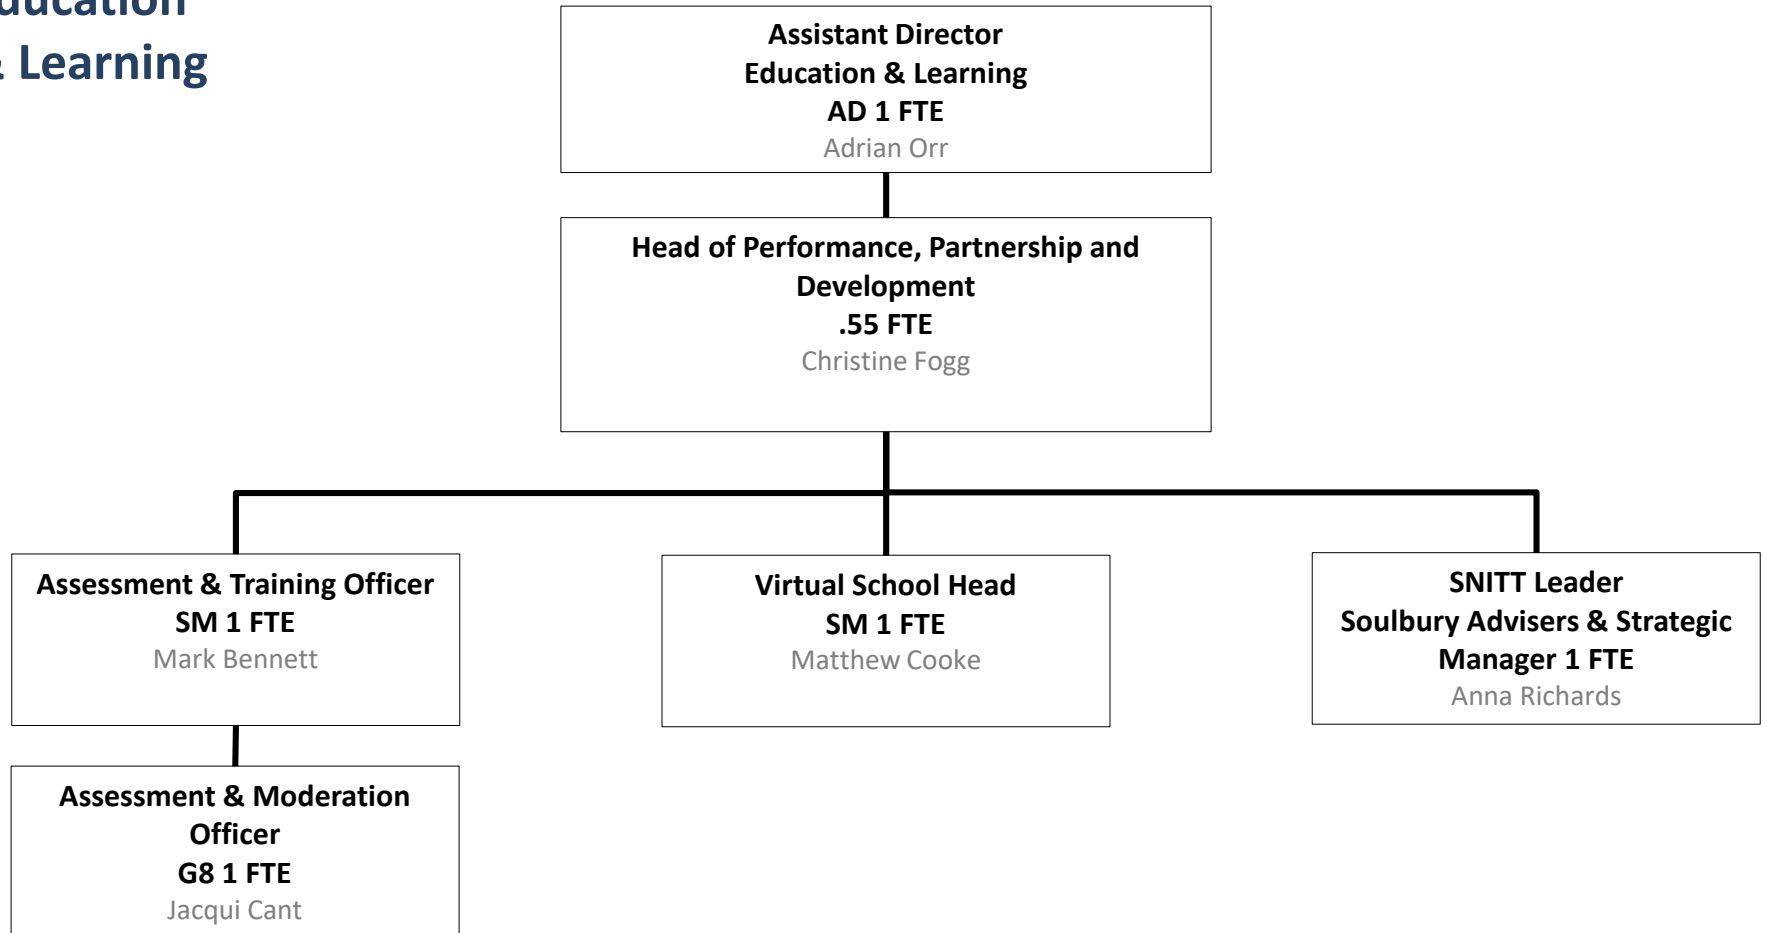 ducation
& Learning
Assistant Director
Education & Learning
AD 1 FTE
Adrian Orr
Head of Performance, Partnership and
Development
.55 FTE
Christine Fogg
Assessment & Training Officer
SM 1 FTE
Mark Bennett
Virtual School Head
SM 1 FTE
Matthew Cooke
SNITT Leader
Soulbury Advisers & Strategic
Manager 1 FTE
Anna Richards
Assessment & Moderation
Officer
G8 1 FTE
Jacqui Cant